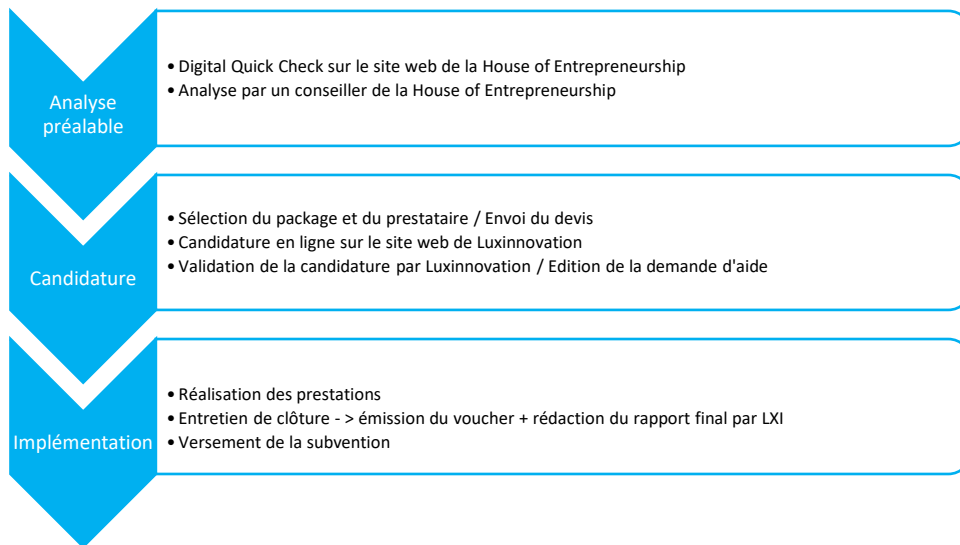 Analyse
préalable
• Digital Quick Check sur le site web de la House of Entrepreneurship
• Analyse par un conseiller de la House of Entrepreneurship
Candidature
• Sélection du package et du prestataire / Envoi du devis
• Candidature en ligne sur le site web de Luxinnovation
• Validation de la candidature par Luxinnovation / Edition de la demande d'aide
Implémentation
• Réalisation des prestations
• Entretien de clôture - > émission du voucher + rédaction du rapport final par LXI
• Versement de la subvention